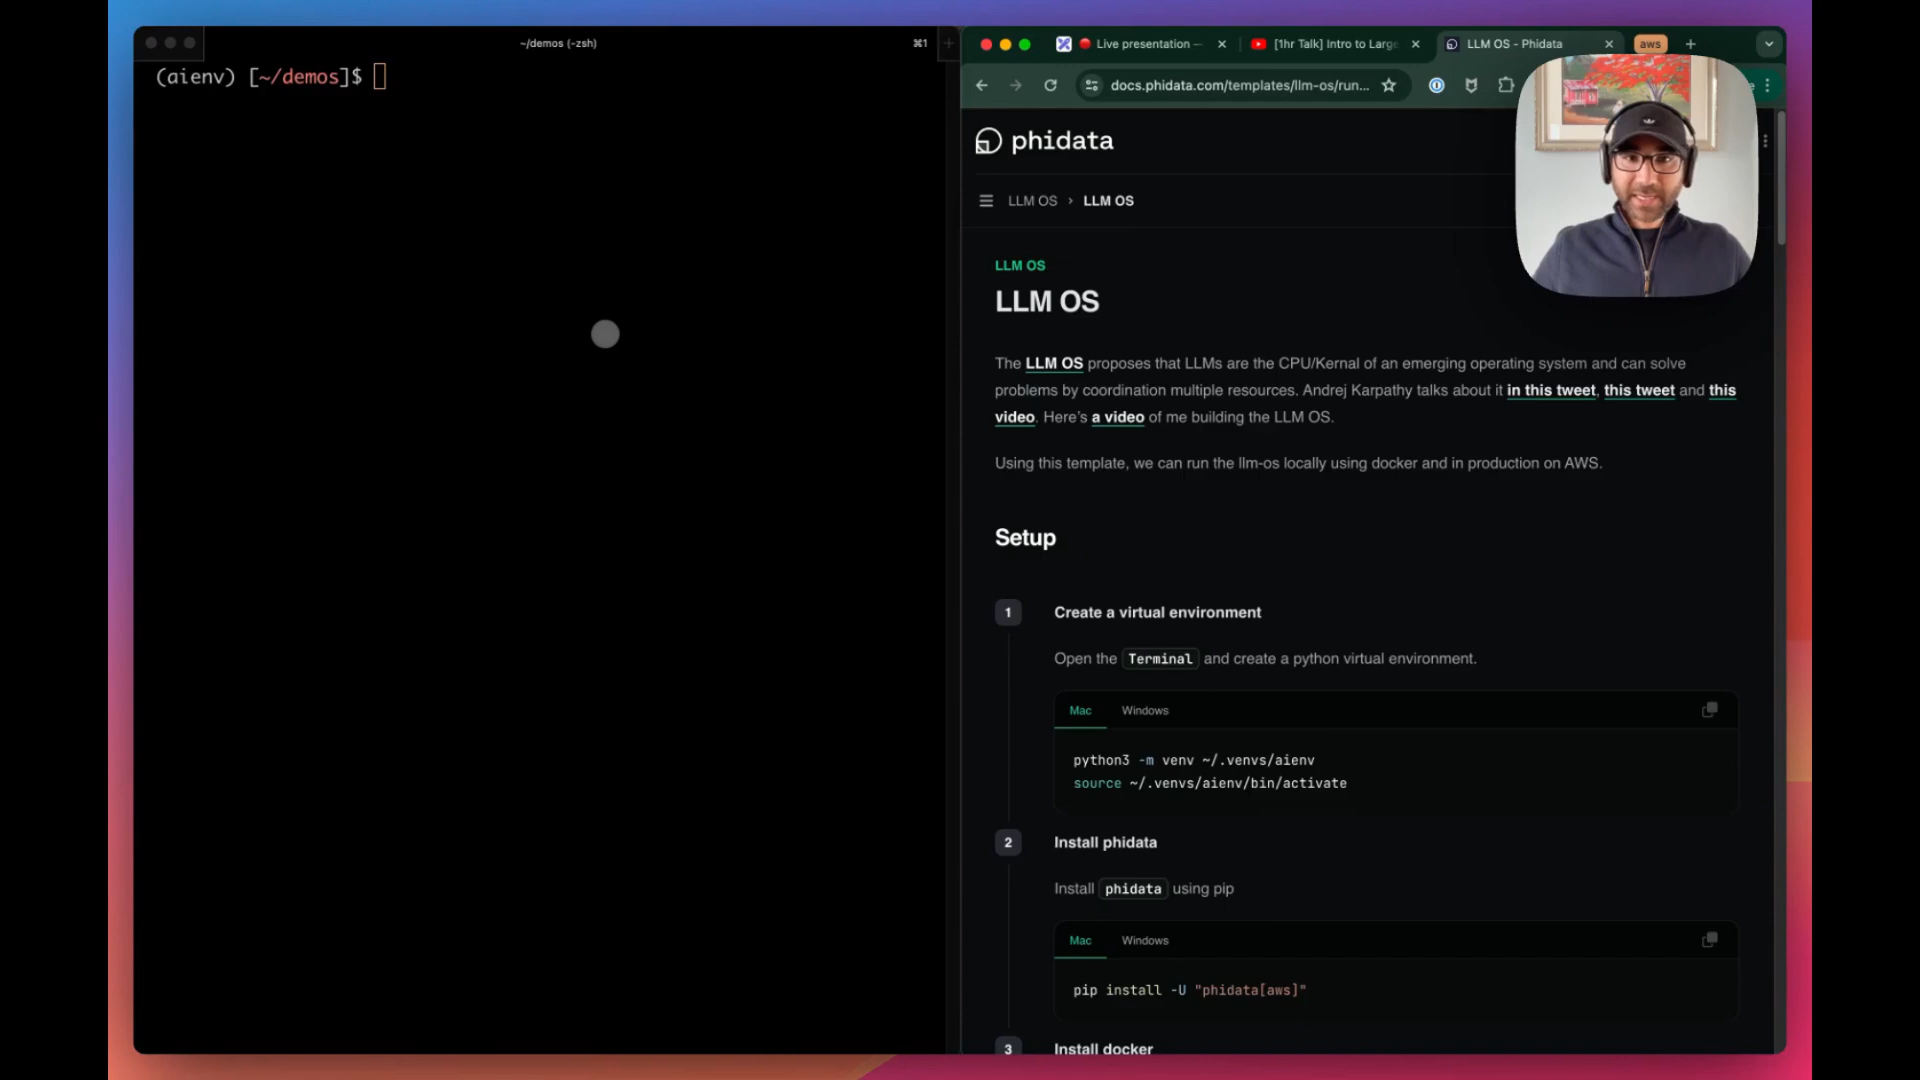 ~/demos (-zsh)
⌘1
(aienv) [~/demos]$
Live presentation —
[1hr Talk] Intro to Large
LLM OS - Phidata
aws
docs.phidata.com/templates/llm-os/run...
phidata
LLM OS › LLM OS
LLM OS
LLM OS
The LLM OS proposes that LLMs are the CPU/Kernal of an emerging operating system and can solve
problems by coordination multiple resources. Andrej Karpathy talks about it in this tweet, this tweet and this
video. Here's a video of me building the LLM OS.
Using this template, we can run the llm-os locally using docker and in production on AWS.
Setup
1
Create a virtual environment
Open the Terminal and create a python virtual environment.
Mac Windows
python3 -m venv ~/.venvs/aienv
source ~/.venvs/aienv/bin/activate
2
Install phidata
Install phidata using pip
Mac Windows
pip install -U "phidata[aws]"
3
Install docker